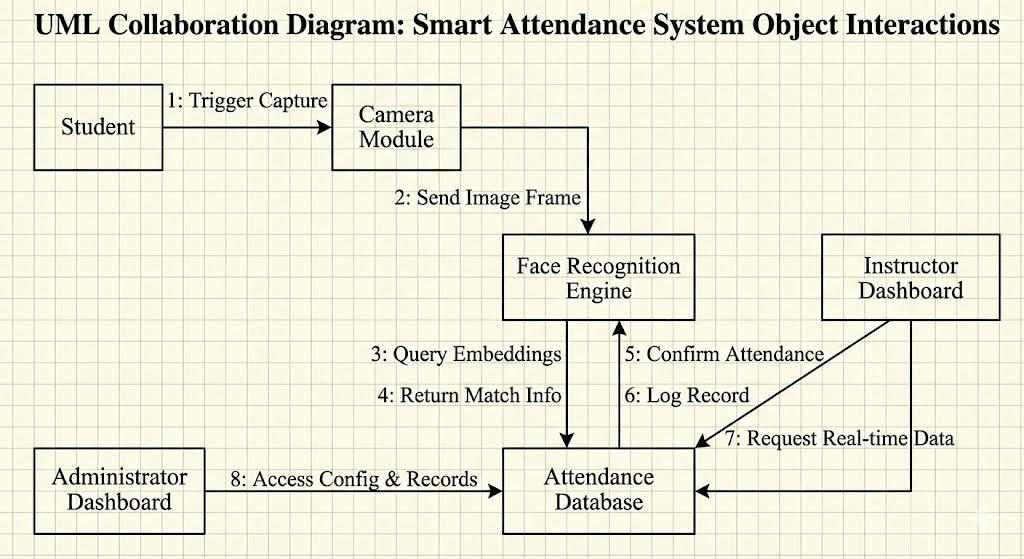 UML Collaboration Diagram: Smart Attendance System Object Interactions
Student
1: Trigger Capture
Camera
Module
2: Send Image Frame
Face Recognition
Engine
Instructor
Dashboard
3: Query Embeddings
5: Confirm Attendance
4: Return Match Info
6: Log Record
7: Request Real-time Data
Administrator
Dashboard
8: Access Config & Records
Attendance
Database